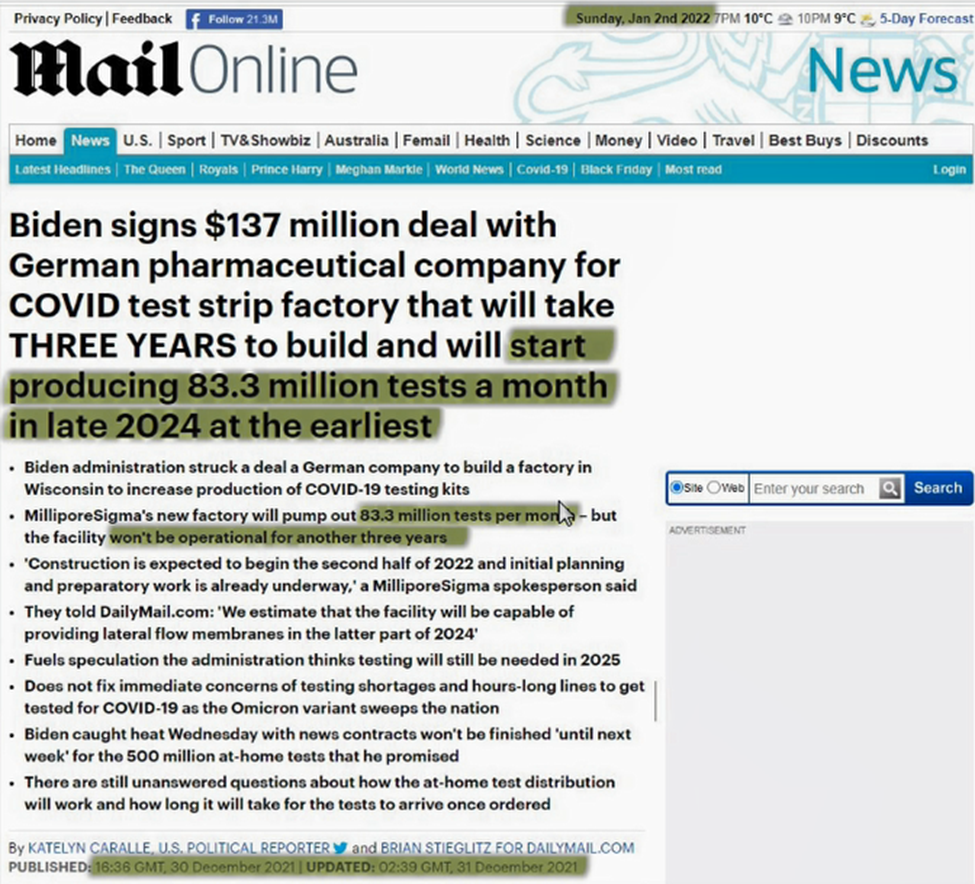 Privacy Policy | Feedback
Follow 21.3M
Sunday, Jan 2nd 2022 7PM 10°C 10PM 9°C 5-Day Forecast
Mail Online
News
Home News U.S. | Sport | TV&Showbiz | Australia | Femail | Health | Science | Money | Video | Travel | Best Buys | Discounts
Latest Headlines | The Queen | Royals | Prince Harry | Meghan Markle | World News | Covid-19 | Black Friday | Most read
Login
Biden signs $137 million deal with
German pharmaceutical company for
COVID test strip factory that will take
THREE YEARS to build and will start
producing 83.3 million tests a month
in late 2024 at the earliest
• Biden administration struck a deal a German company to build a factory in
Wisconsin to increase production of COVID-19 testing kits
• MilliporeSigma's new factory will pump out 83.3 million tests per month – but
the facility won't be operational for another three years
• 'Construction is expected to begin the second half of 2022 and initial planning
and preparatory work is already underway,' a MilliporeSigma spokesperson said
• They told DailyMail.com: 'We estimate that the facility will be capable of
providing lateral flow membranes in the latter part of 2024'
• Fuels speculation the administration thinks testing will still be needed in 2025
• Does not fix immediate concerns of testing shortages and hours-long lines to get
tested for COVID-19 as the Omicron variant sweeps the nation
• Biden caught heat Wednesday with news contracts won't be finished 'until next
week' for the 500 million at-home tests that he promised
• There are still unanswered questions about how the at-home test distribution
will work and how long it will take for the tests to arrive once ordered
By KATELYN CARALLE, U.S. POLITICAL REPORTER and BRIAN STIEGLITZ FOR DAILYMAIL.COM
PUBLISHED: 16:36 GMT, 30 December 2021 | UPDATED: 02:39 GMT, 31 December 2021
Site Web Enter your search Search
ADVERTISEMENT